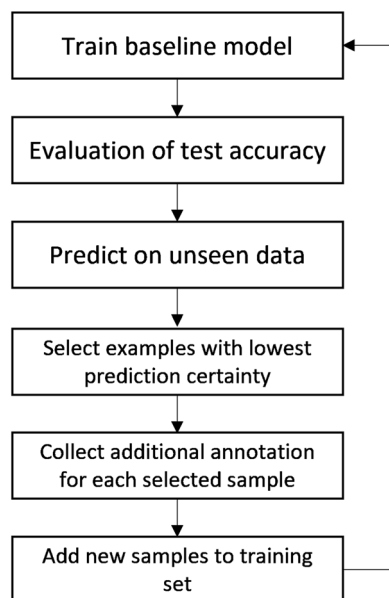 Train baseline model
Evaluation of test accuracy
Predict on unseen data
Select examples with lowest
prediction certainty
Collect additional annotation
for each selected sample
Add new samples to training
set